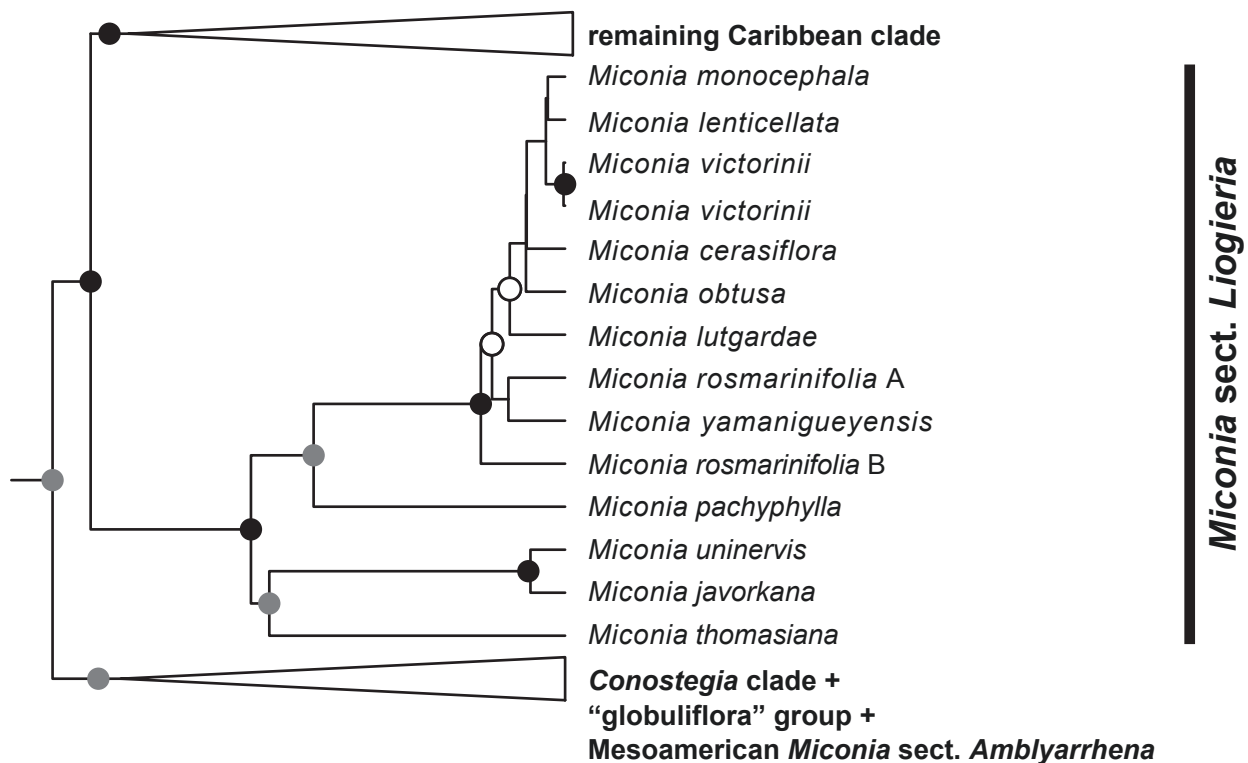 remaining Caribbean clade
Miconia monocephala
Miconia lenticellata
Miconia victorinii
Miconia victorinii
Miconia cerasiflora
Miconia obtusa
Miconia lutgardae
Miconia rosmarinifolia A
Miconia yamanigueyensis
Miconia rosmarinifolia B
Miconia pachyphylla
Miconia uninervis
Miconia javorkana
Miconia thomasiana
Conostegia clade +
“globuliflora” group +
Mesoamerican Miconia sect. Amblyarrhena
Miconia sect. Liogieria